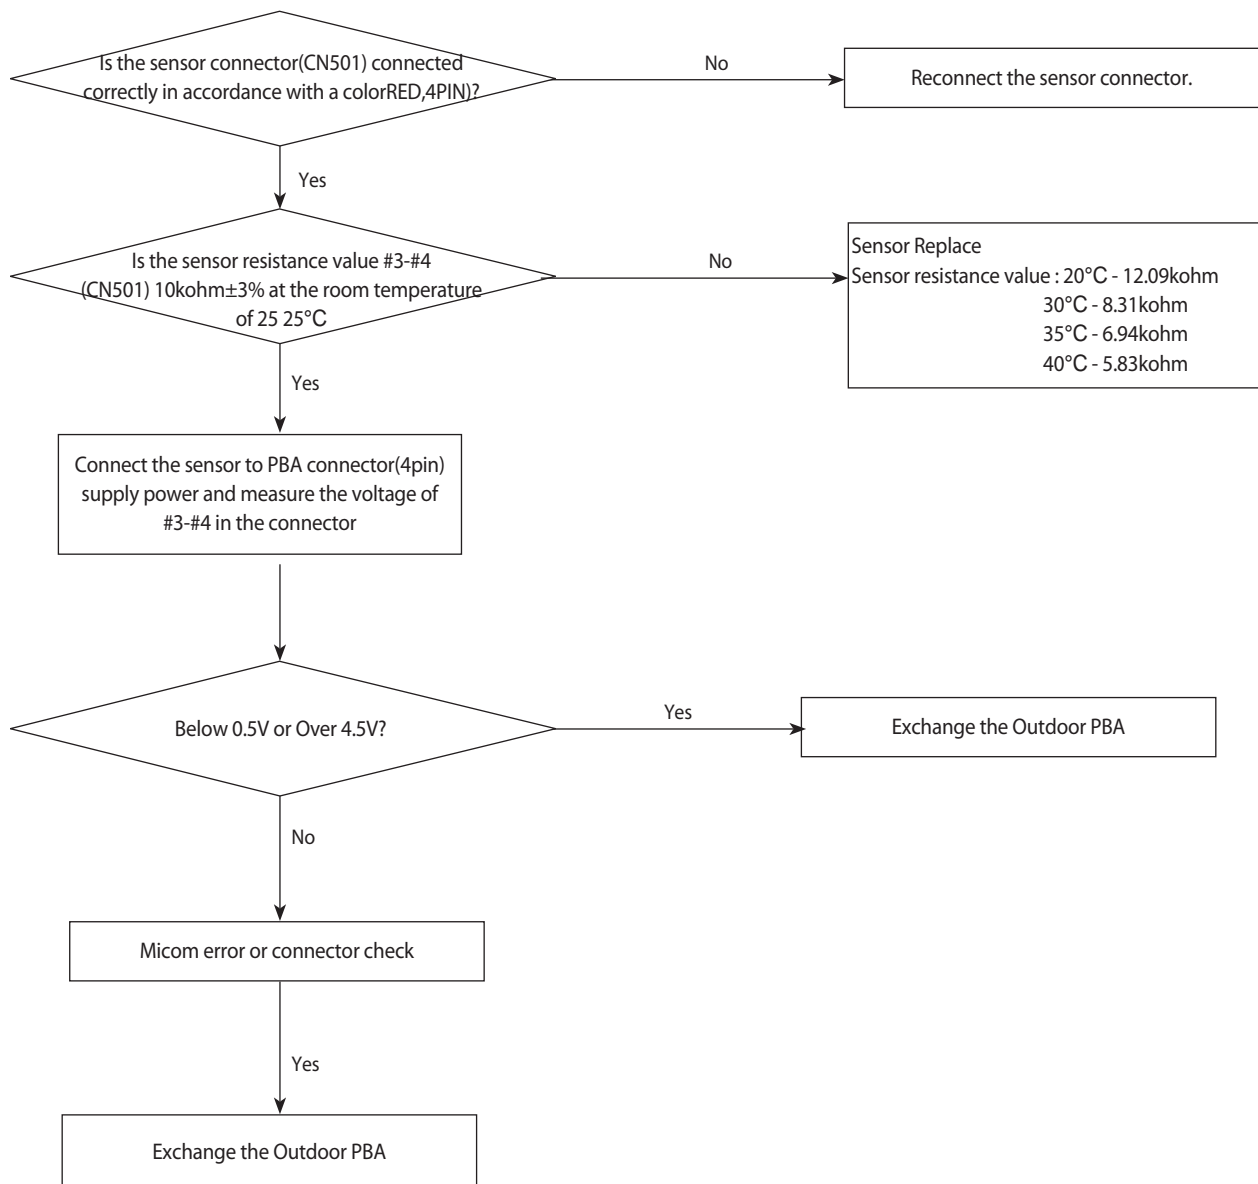 Is the sensor connector(CN501) connected
correctly in accordance with a colorRED,4PIN)?
No
Reconnect the sensor connector.
Yes
Is the sensor resistance value #3-#4
(CN501) 10kohm±3% at the room temperature
of 25 25°C
No
Sensor Replace
Sensor resistance value : 20°C - 12.09kohm
30°C - 8.31kohm
35°C - 6.94kohm
40°C - 5.83kohm
Yes
Connect the sensor to PBA connector(4pin)
supply power and measure the voltage of
#3-#4 in the connector
Below 0.5V or Over 4.5V?
Yes
Exchange the Outdoor PBA
No
Micom error or connector check
Yes
Exchange the Outdoor PBA